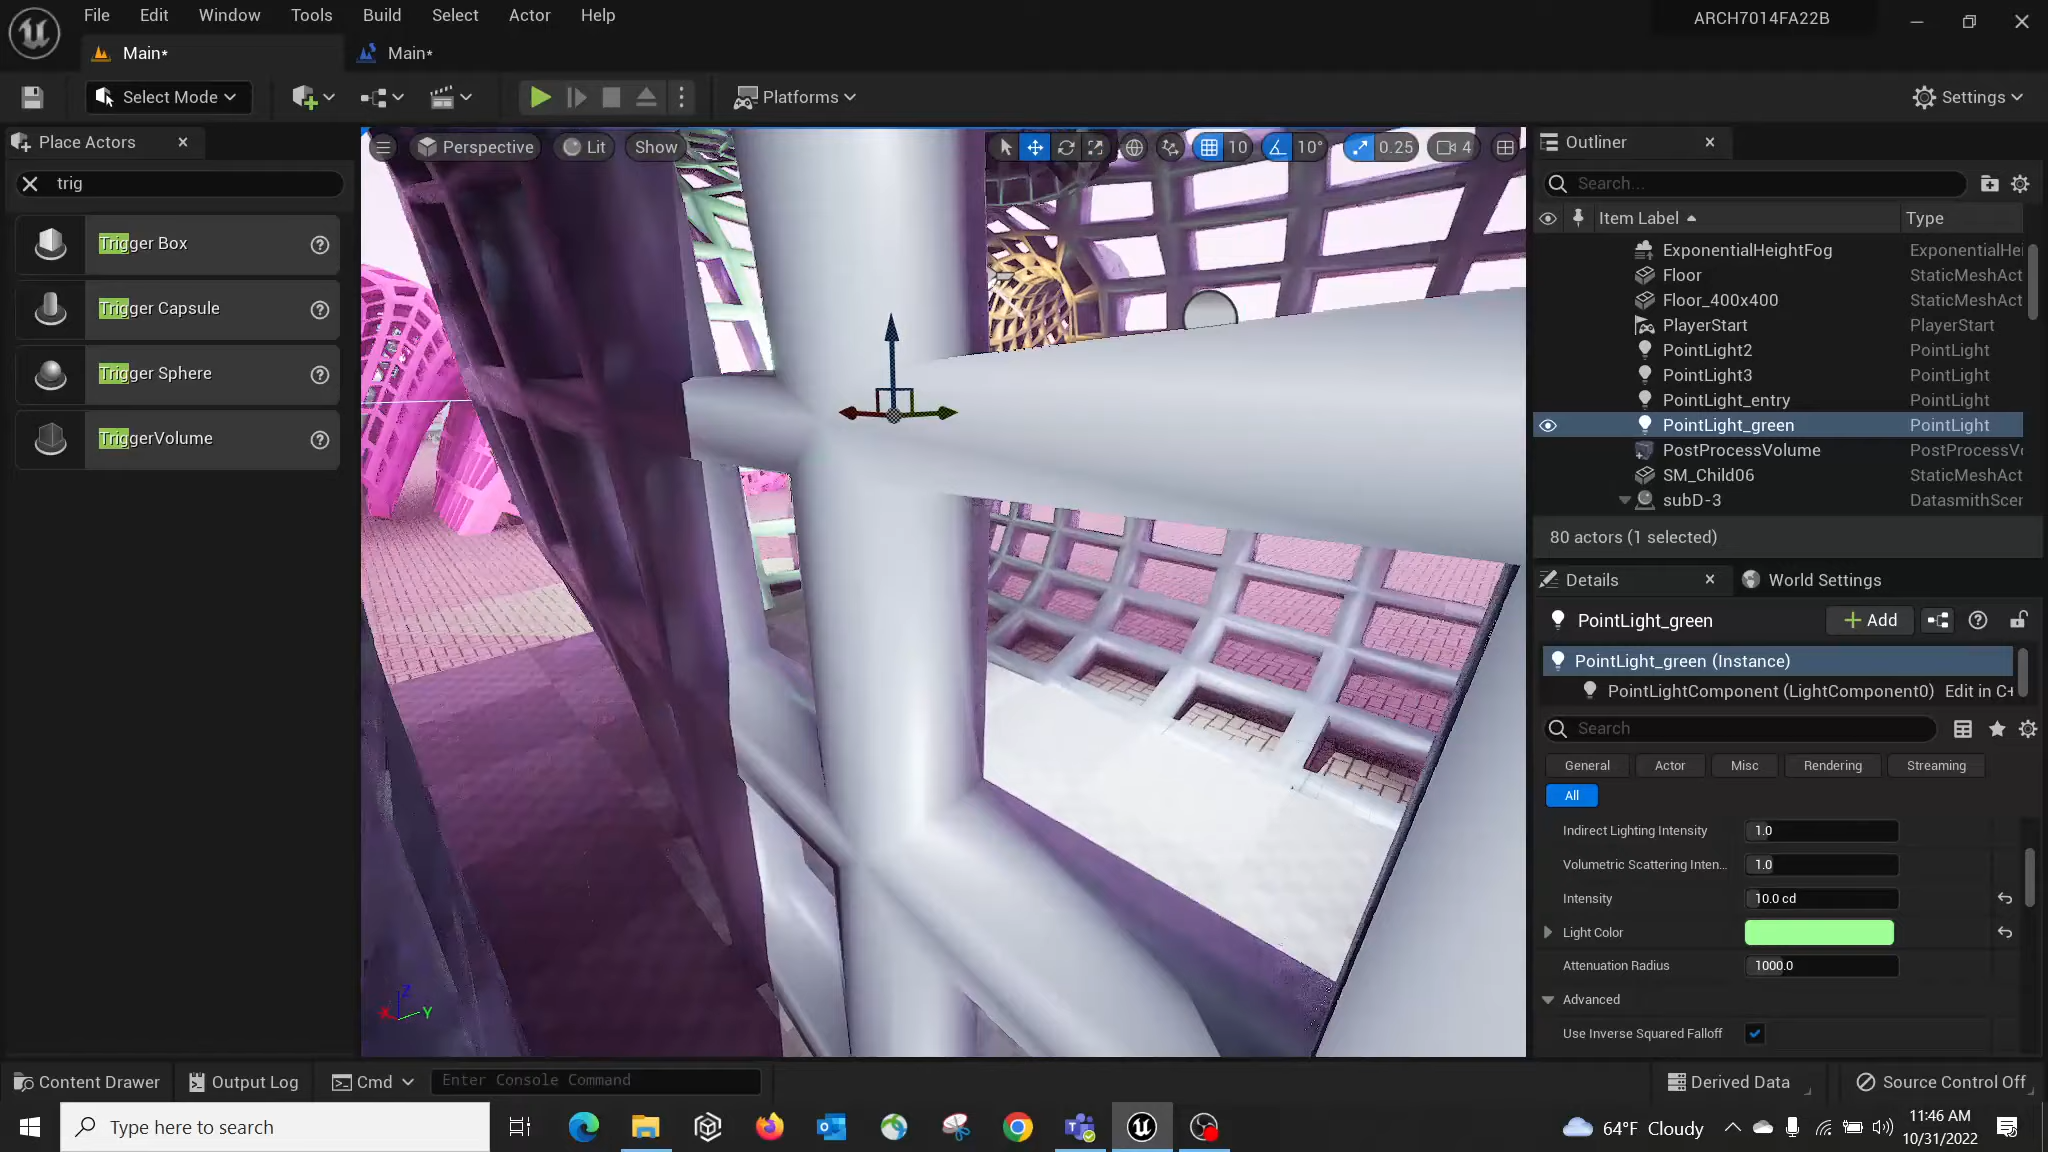 File Edit Window Tools Build Select Actor Help
ARCH7014FA22B
Main*
Main*
Select Mode
Platforms
Settings
Place Actors
trig
Trigger Box
Trigger Capsule
Trigger Sphere
TriggerVolume
Perspective Lit Show
10 10° 0.25 4
Z
X
Y
Outliner
Search...
Item Label Type
ExponentialHeightFog ExponentialHei
Floor StaticMeshAct
Floor_400x400 StaticMeshAct
PlayerStart PlayerStart
PointLight2 PointLight
PointLight3 PointLight
PointLight_entry PointLight
PointLight_green PointLight
PostProcessVolume PostProcessV
SM_Child06 StaticMeshAct
subD-3 DatasmithScer
80 actors (1 selected)
Details World Settings
PointLight_green Add
PointLight_green (Instance)
PointLightComponent (LightComponent0) Edit in C+
Search
General Actor Misc Rendering Streaming
All
Indirect Lighting Intensity 1.0
Volumetric Scattering Inten... 1.0
Intensity 10.0 cd
Light Color
Attenuation Radius 1000.0
Advanced
Use Inverse Squared Falloff
Content Drawer Output Log Cmd Enter Console Command Derived Data Source Control Off
Type here to search
64°F Cloudy
11:46 AM
10/31/2022